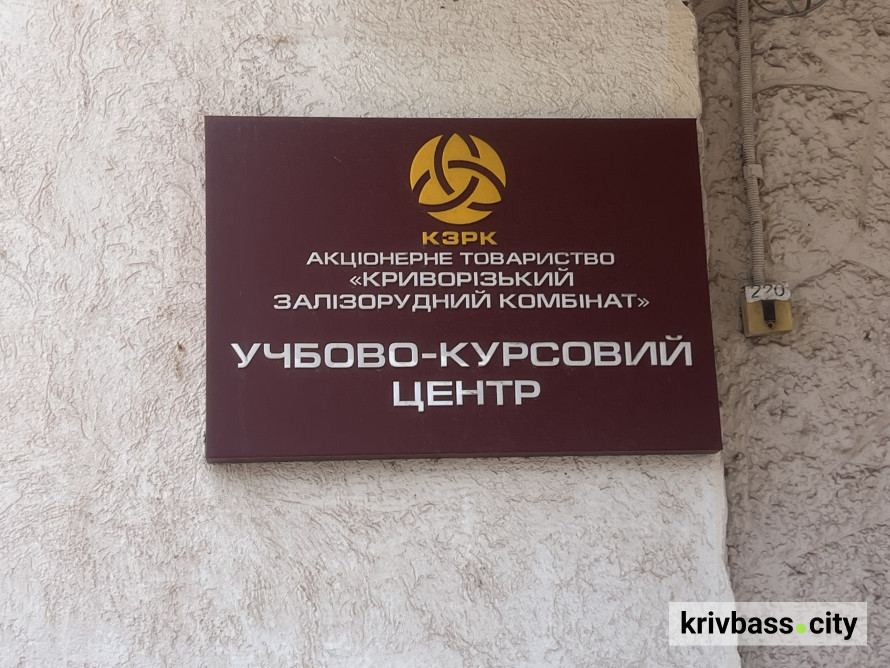 КЗРК
АКЦІОНЕРНЕ ТОВАРИСТВО
«КРИВОРІЗЬКИЙ
ЗАЛІЗОРУДНИЙ КОМБІНАТ»
УЧБОВО-КУРСОВИЙ
ЦЕНТР
220
krivbass.city